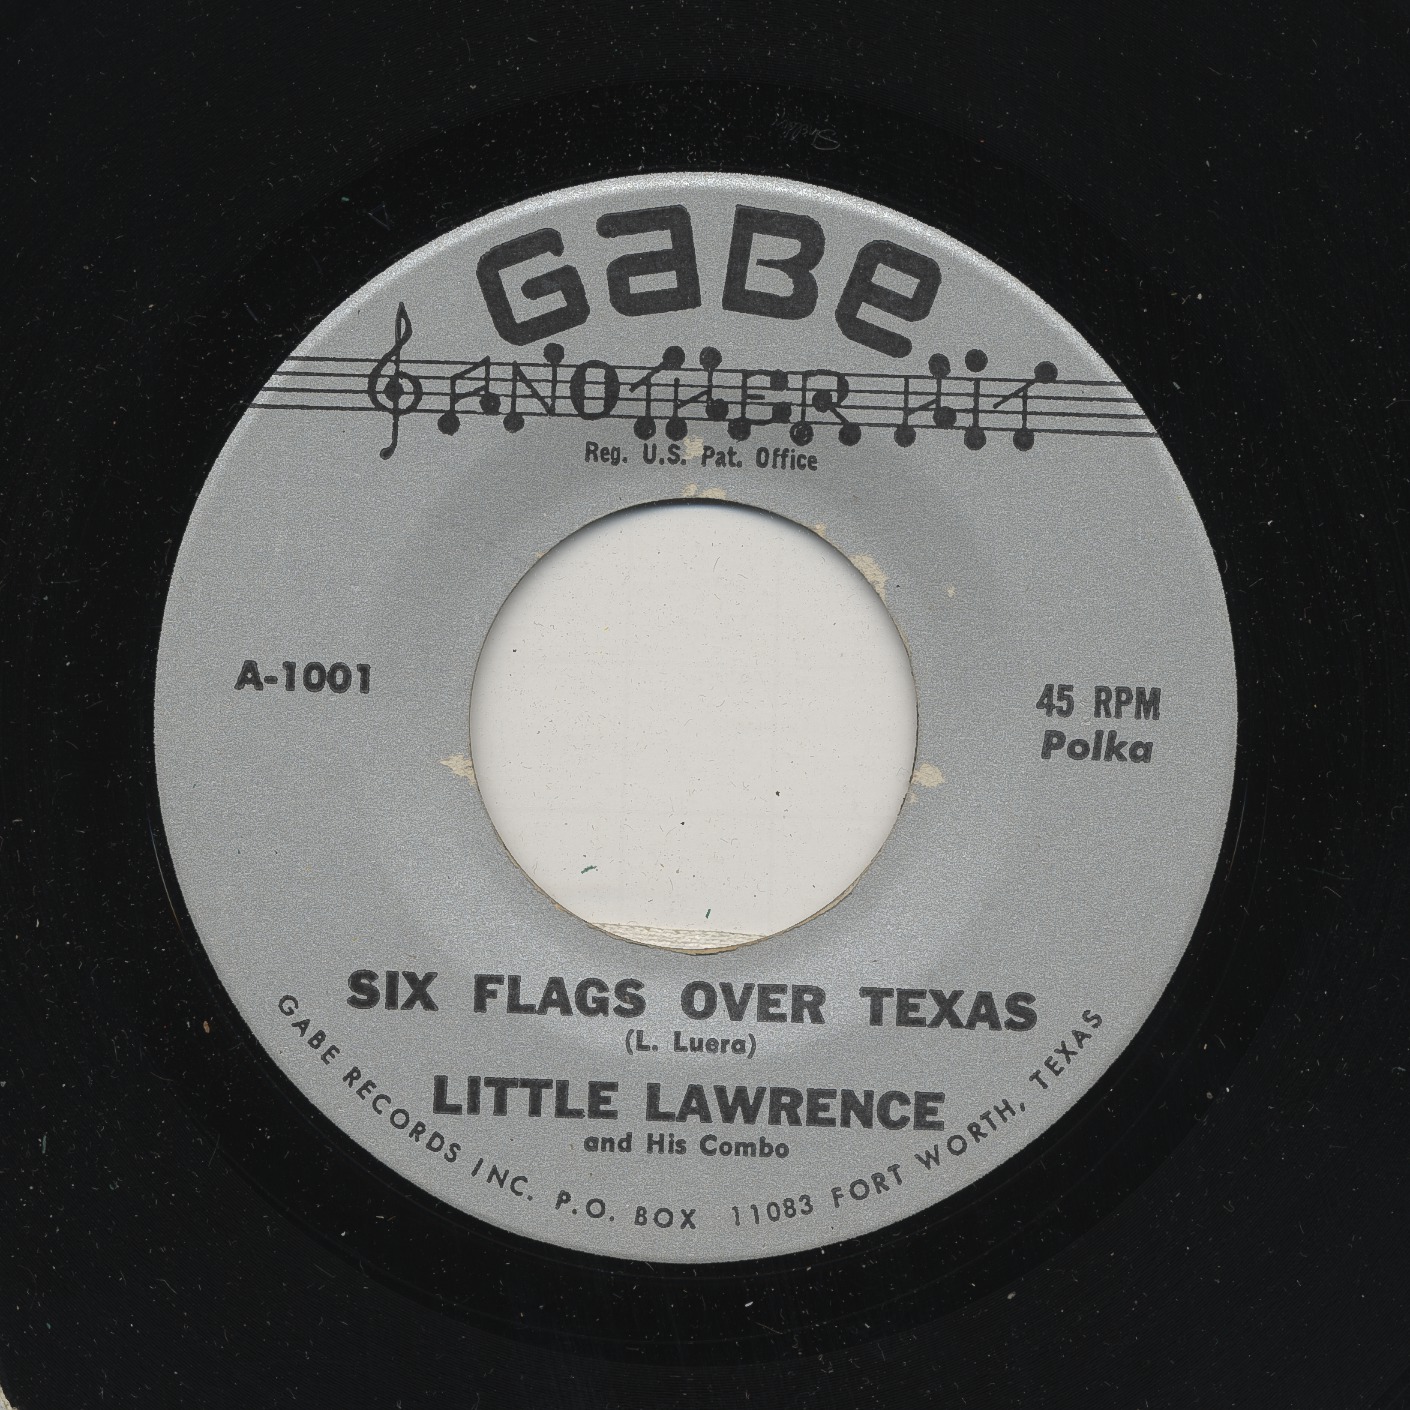 GaBe
ANOTHER HIT
Reg. U.S. Pat. Office
A-1001
45 RPM
Polka
SIX FLAGS OVER TEXAS
(L. Luera)
LITTLE LAWRENCE
and His Combo
GABE RECORDS INC. P.O. BOX 11083 FORT WORTH, TEXAS